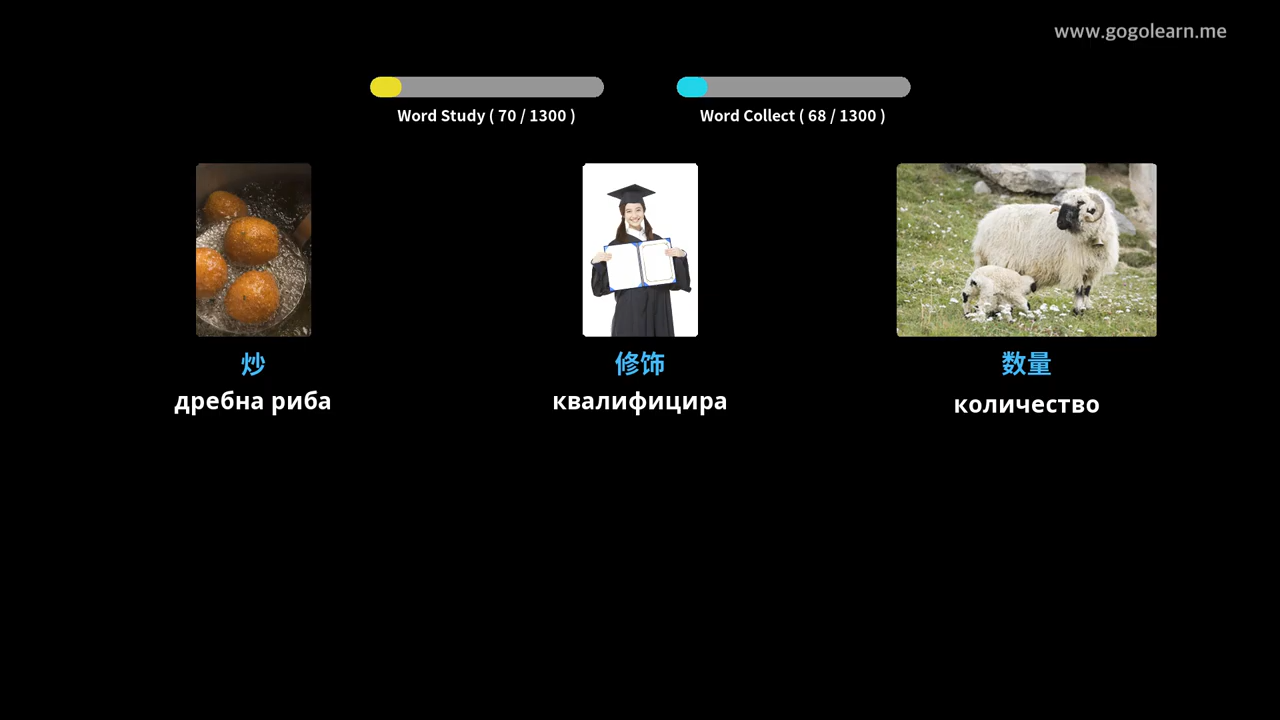 www.gogolearn.me
Word Study ( 70 / 1300 )
Word Collect ( 68 / 1300 )
炒
修饰
数量
дребна риба
квалифицира
количество